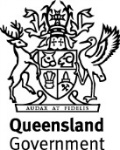 AUDAX AT FIDELIS
Queensland
Government